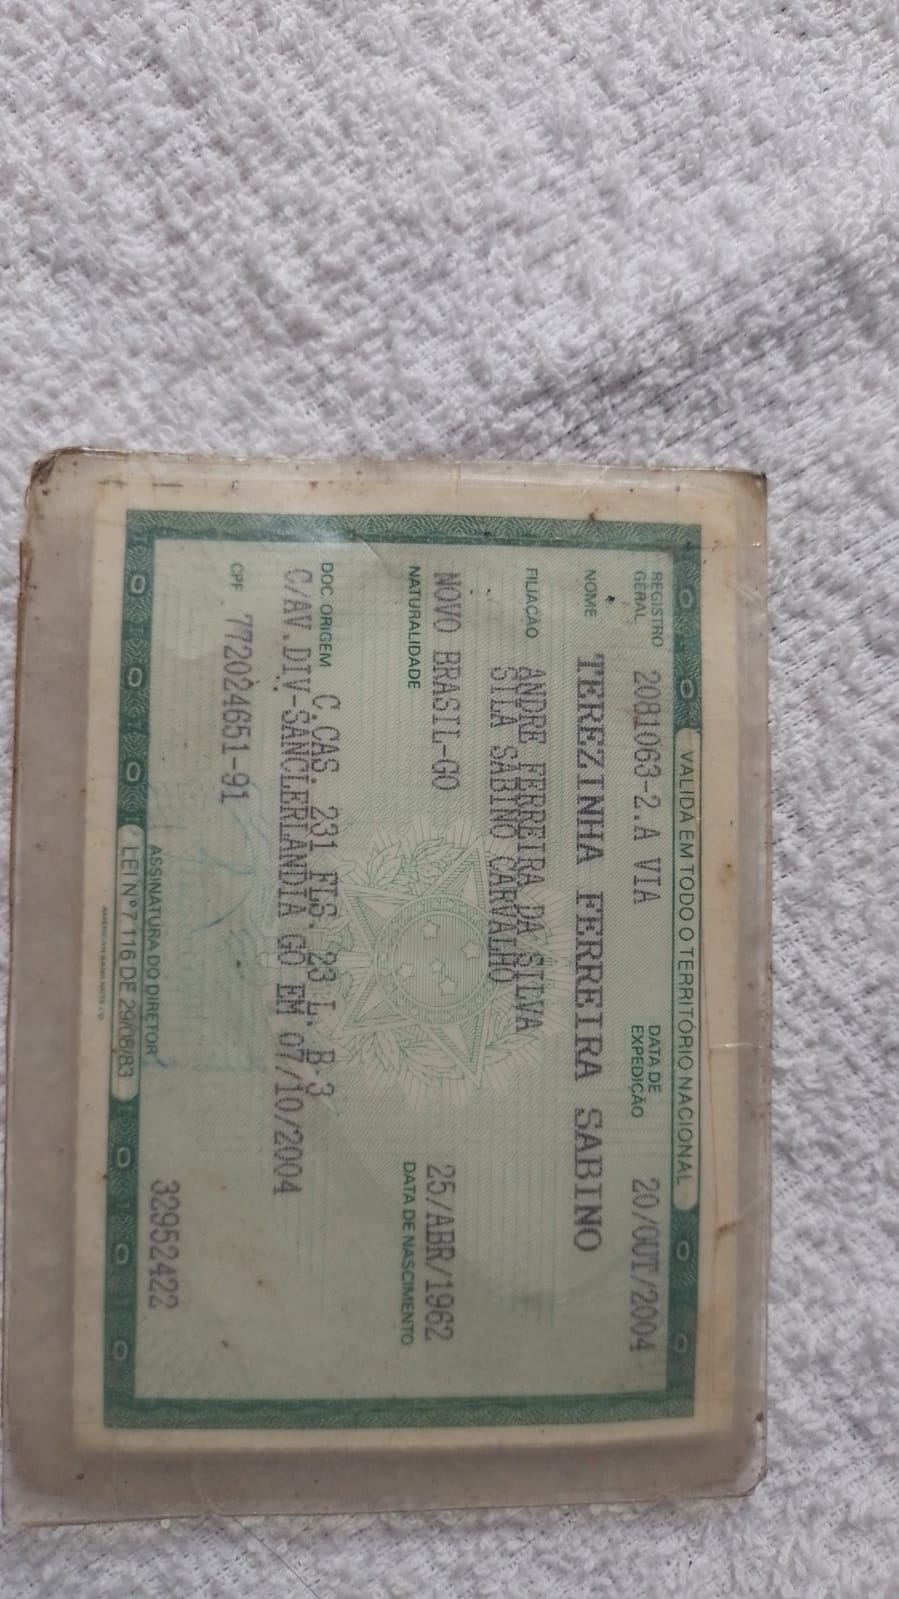 VALIDA EM TODO O TERRITÓRIO NACIONAL
REGISTRO GERAL 2081063-2.A VIA DATA DE EXPEDIÇÃO 20/OUT/2004
NOME TEREZINHA FERREIRA SABINO
FILIAÇÃO ANDRE FERREIRA DA SILVA
SYLA SABINO CARVALHO
NOVO BRASIL-GO 25/ABR/1962
NATURALIDADE DATA DE NASCIMENTO
DOC. ORIGEM C.CAS. 231 FLS. 23 L. B-3
C/AV.DIV-SANCLERLANDIA GO EM 07/10/2004
CPF 772024651-91
32952422
ASSINATURA DO DIRETOR
LEI Nº 7.116 DE 29/08/83
AMERICAN BANK NOTE CO